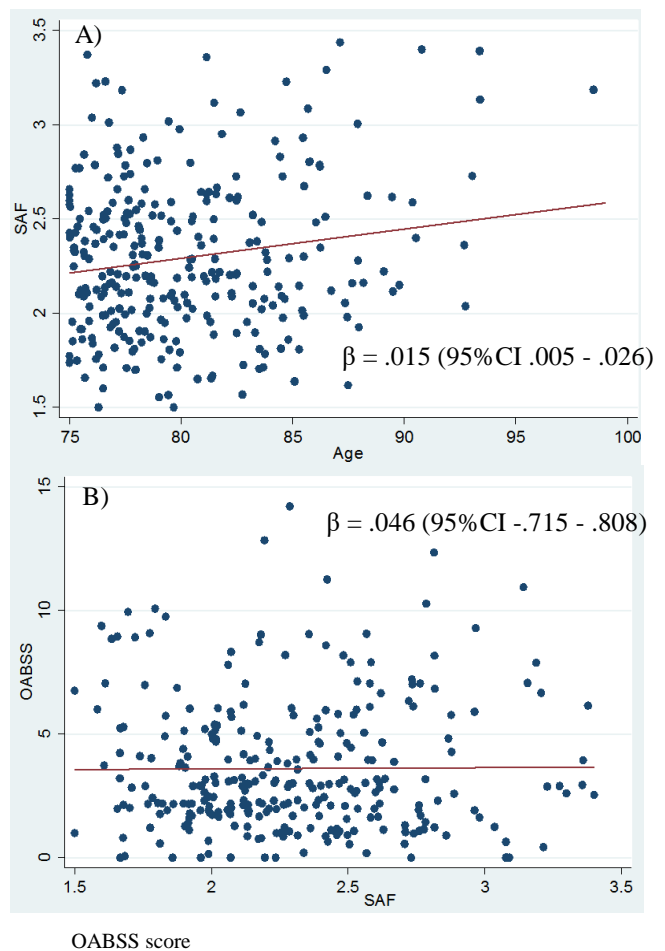 A)
3.5
3
2.5
2
1.5
SAF
β = .015 (95%CI .005 - .026)
75 80 85 90 95 100
Age
B)
15
10
5
0
OABSS
β = .046 (95%CI -.715 - .808)
1.5 2 2.5 3 3.5
SAF
OABSS score